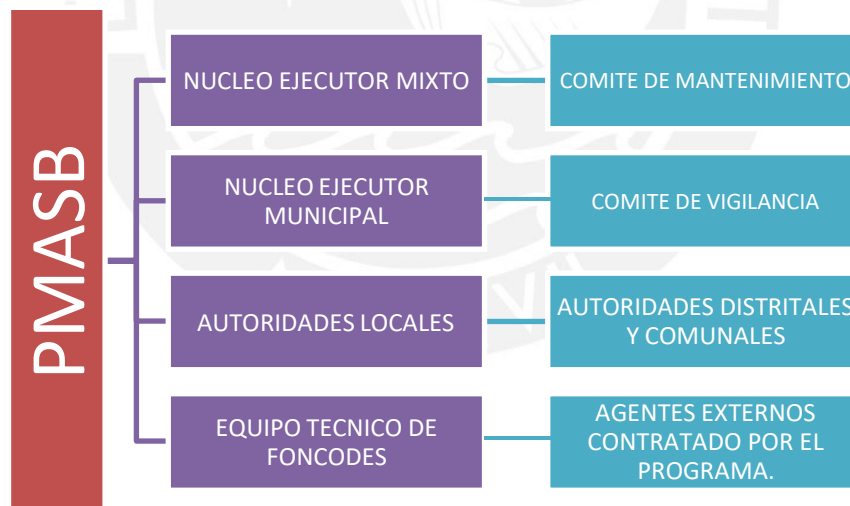 PMASB
NUCLEO EJECUTOR MIXTO
COMITE DE MANTENIMIENTO
NUCLEO EJECUTOR
MUNICIPAL
COMITE DE VIGILANCIA
AUTORIDADES LOCALES
AUTORIDADES DISTRITALES
Y COMUNALES
EQUIPO TECNICO DE
FONCODES
AGENTES EXTERNOS
CONTRATADO POR EL
PROGRAMA.